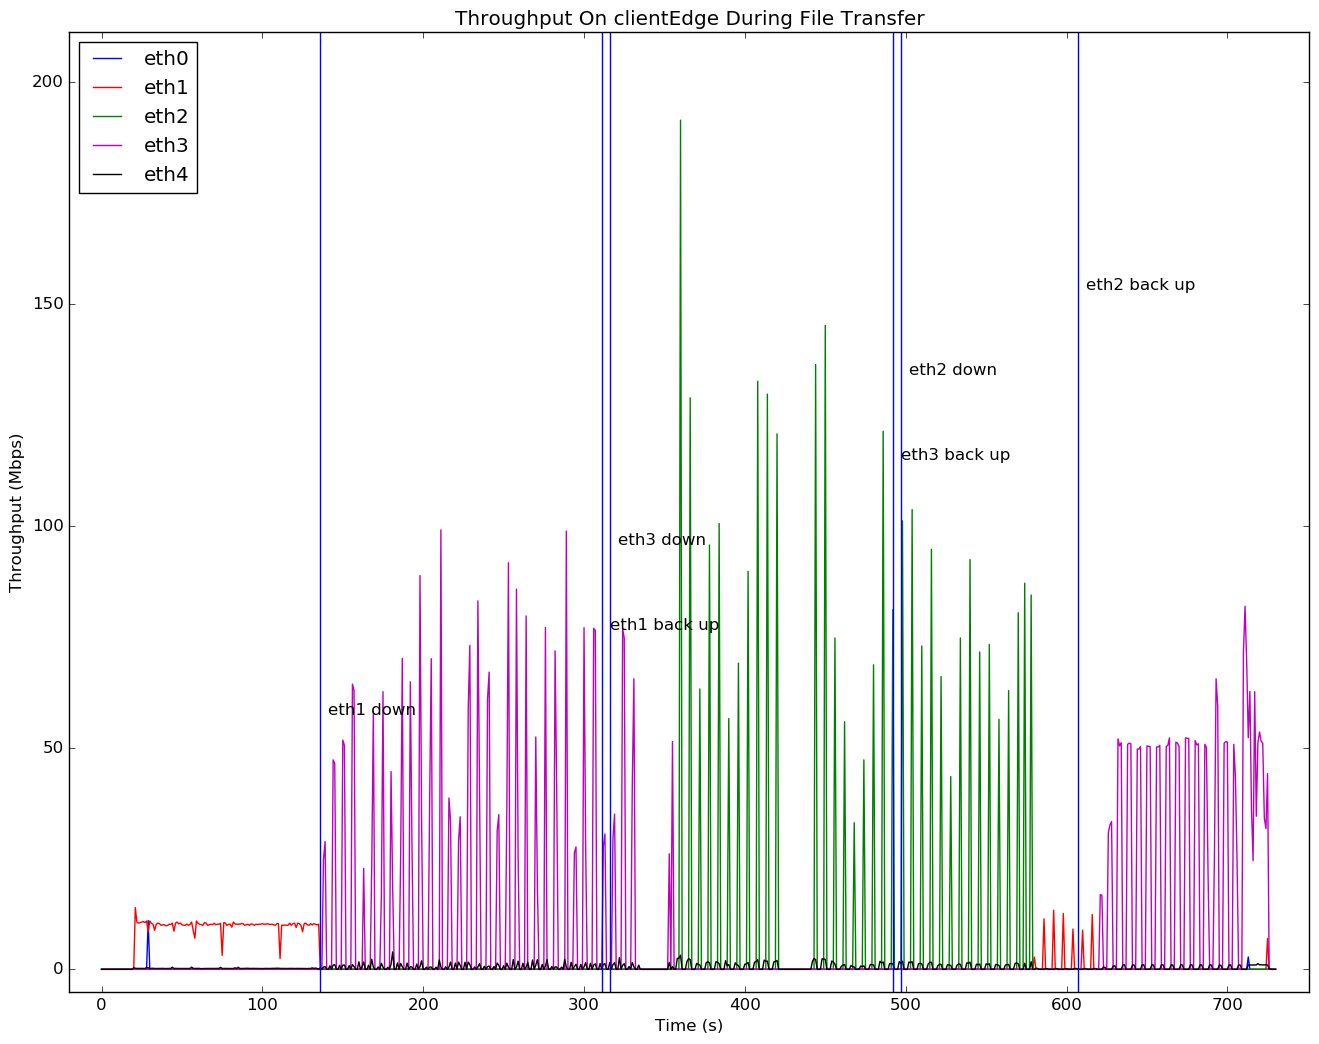 Throughput On clientEdge During File Transfer
eth0
eth1
eth2
eth3
eth4
200
150
100
50
0
Throughput (Mbps)
eth2 back up
eth2 down
eth3 back up
eth3 down
eth1 back up
eth1 down
0 100 200 300 400 500 600 700
Time (s)